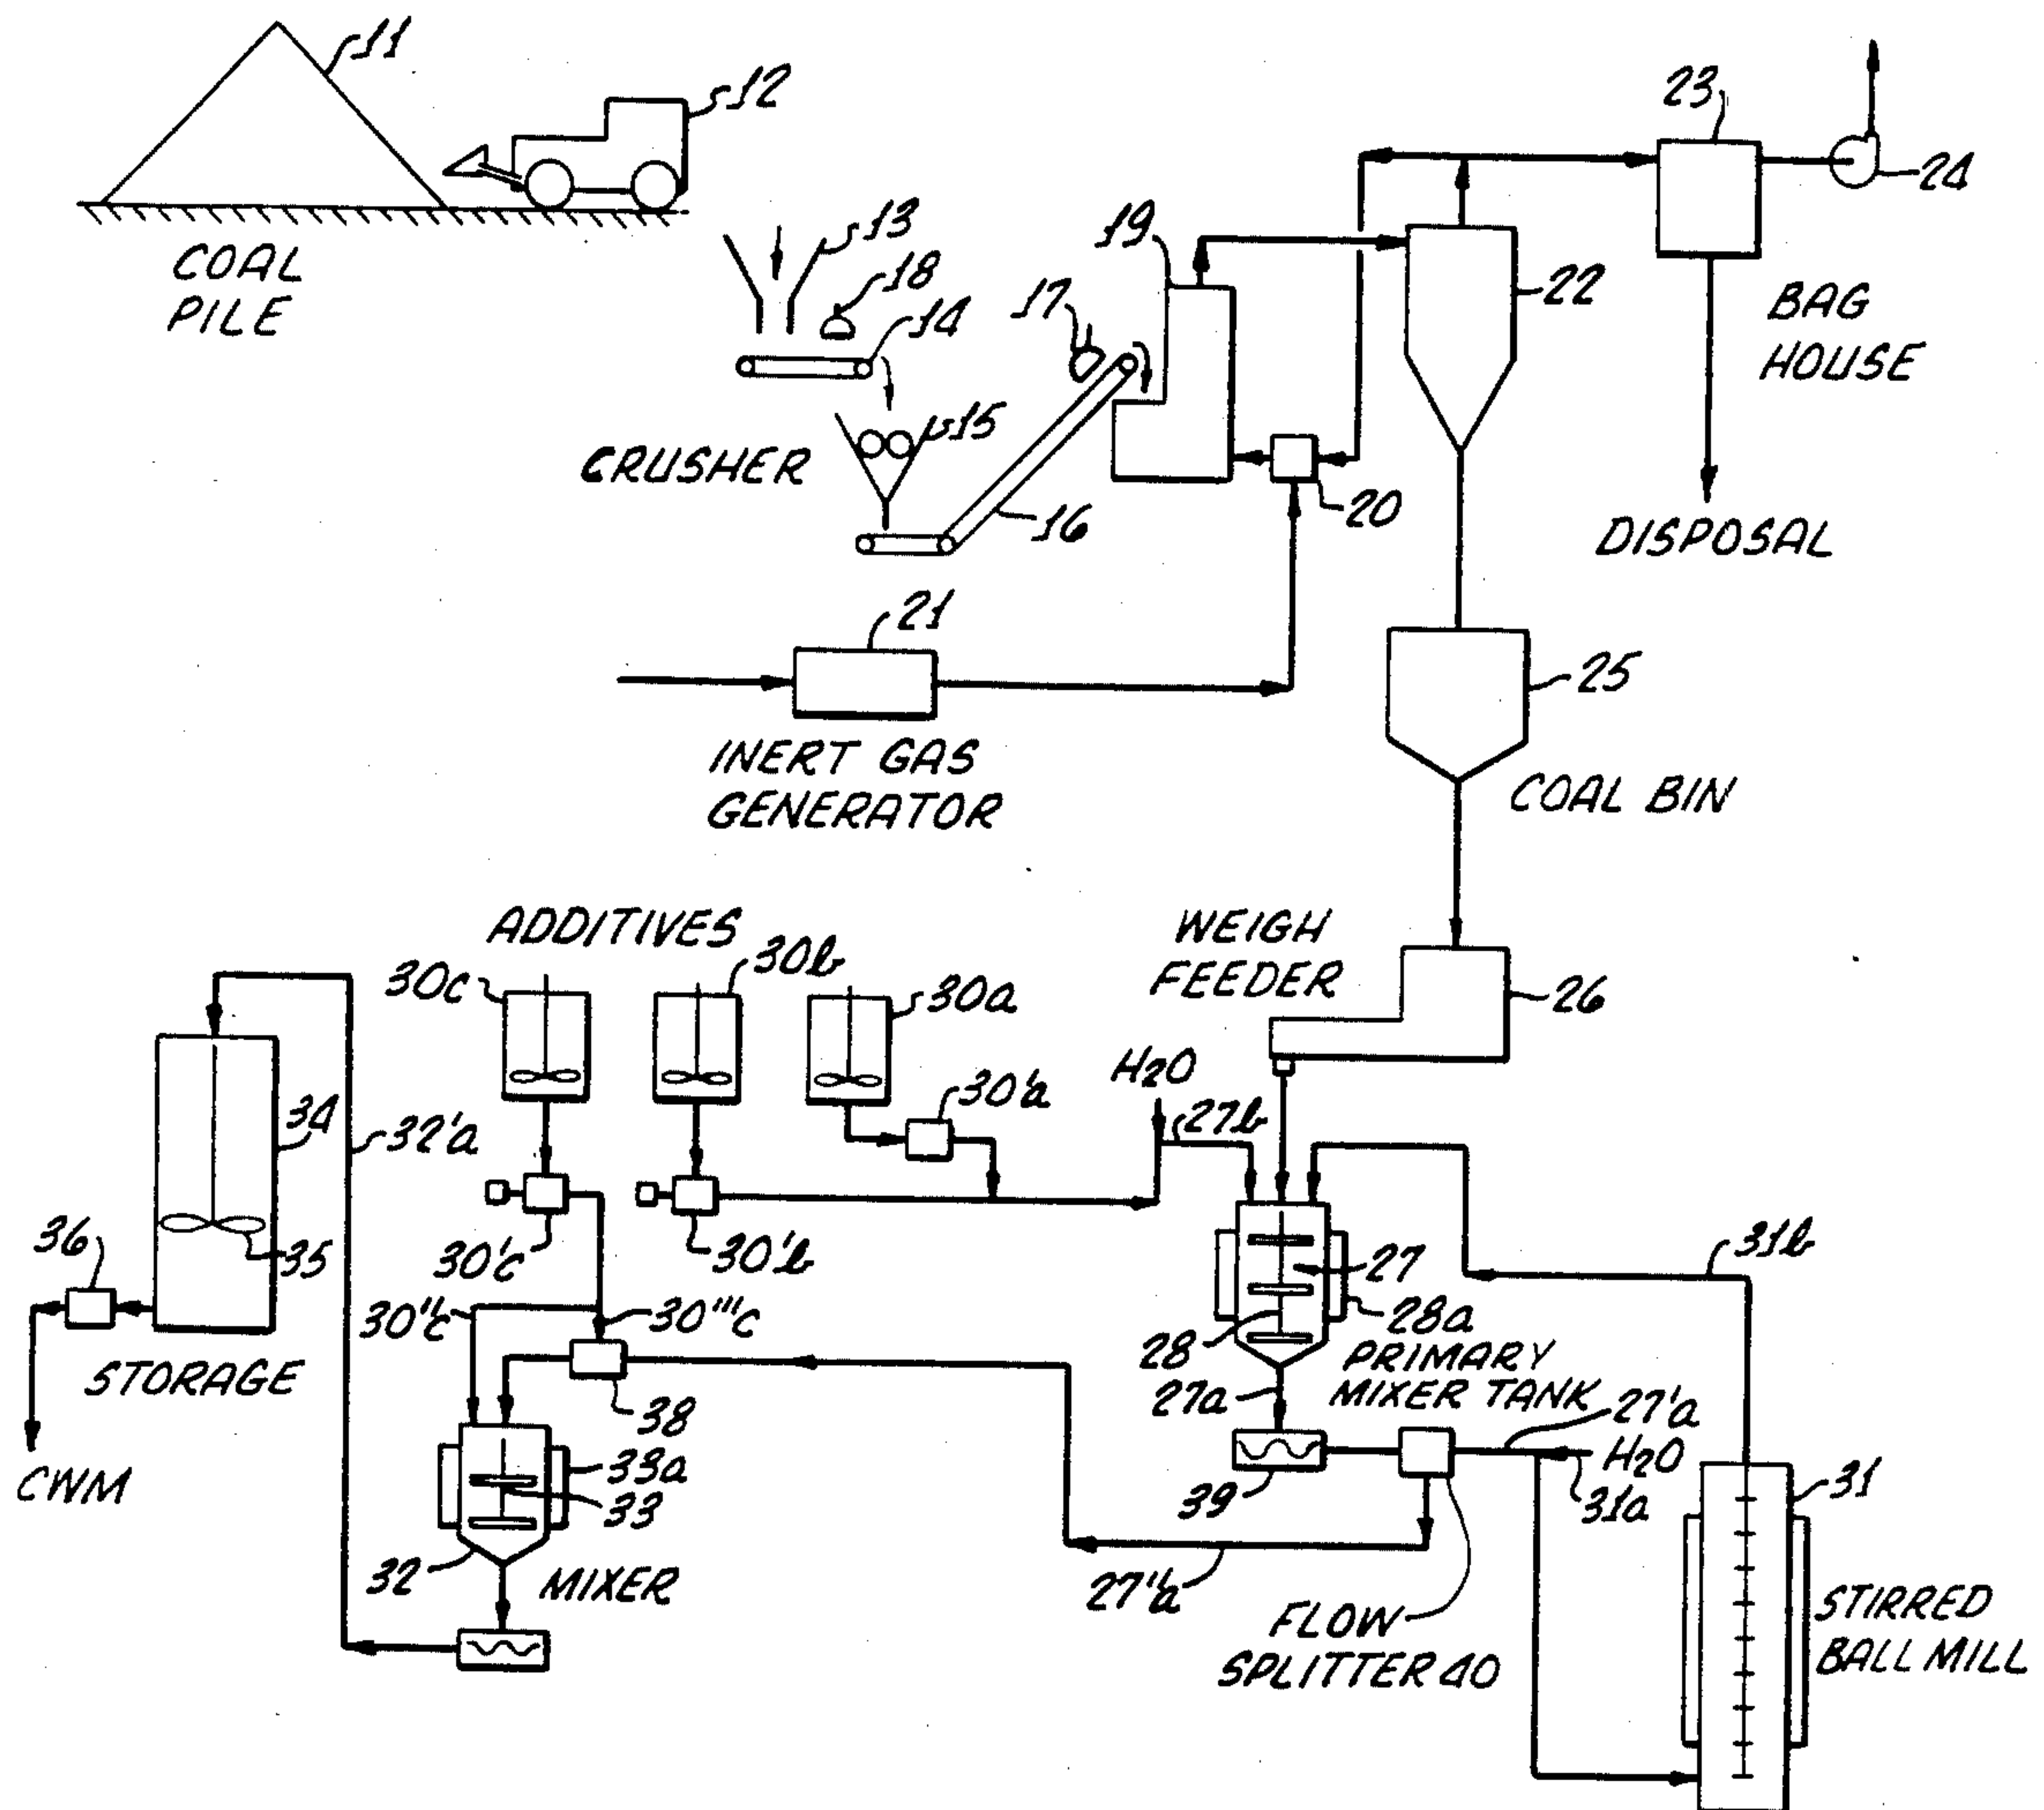 11
12
COAL
PILE
13
18
14
CRUSHER
15
16
17
19
20
22
23
24
BAG
HOUSE
DISPOSAL
21
INERT GAS
GENERATOR
25
COAL BIN
ADDITIVES
30c
30b
30a
WEIGH
FEEDER
26
H2O
27b
30'a
34
32'a
30'c
30'b
36
35
30"c
30'''c
27
28a
28
31b
STORAGE
38
PRIMARY
MIXER TANK
27a
27'a
H2O
31a
31
CWM
33a
33
39
32
MIXER
27"a
FLOW
SPLITTER 40
STIRRED
BALL MILL